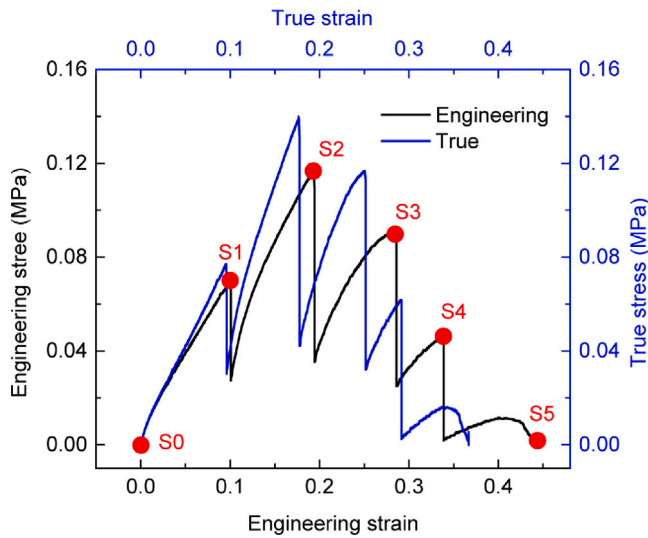 True strain
0.0 0.1 0.2 0.3 0.4
0.16 0.16
Engineering
True
S2
0.12 0.12
S3
S1
0.08 0.08
S4
0.04 0.04
S5
S0
0.00 0.00
Engineering stree (MPa)
True stress (MPa)
0.0 0.1 0.2 0.3 0.4
Engineering strain